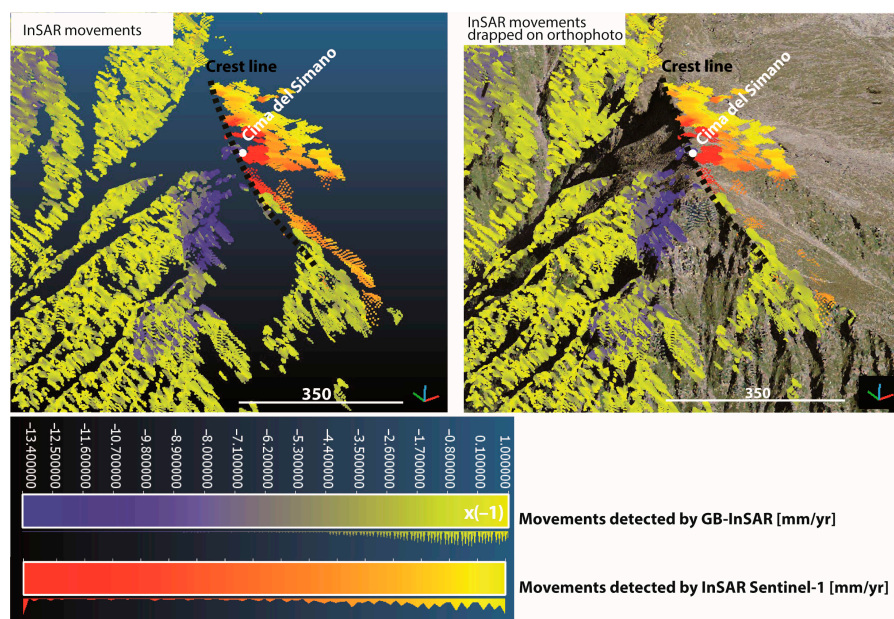 InSAR movements
Crest line
Cima del Simano
350
InSAR movements
drapped on orthophoto
Crest line
Cima del Simano
350
-13.400000
-12.500000
-11.600000
-10.700000
-9.800000
-8.900000
-8.000000
-7.100000
-6.200000
-5.300000
-4.400000
-3.500000
-2.600000
-1.700000
-0.800000
0.100000
1.000000
x(–1)
Movements detected by GB-InSAR [mm/yr]
Movements detected by InSAR Sentinel-1 [mm/yr]